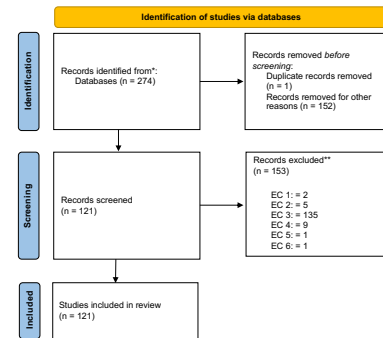 Identification of studies via databases
Identification
Records identified from*:
Databases (n = 274)
Records removed before
screening:
Duplicate records removed
(n = 1)
Records removed for other
reasons (n = 152)
Screening
Records screened
(n = 121)
Records excluded**
(n = 153)
EC 1: = 2
EC 2: = 5
EC 3: = 135
EC 4: = 9
EC 5: = 1
EC 6: = 1
Included
Studies included in review
(n = 121)